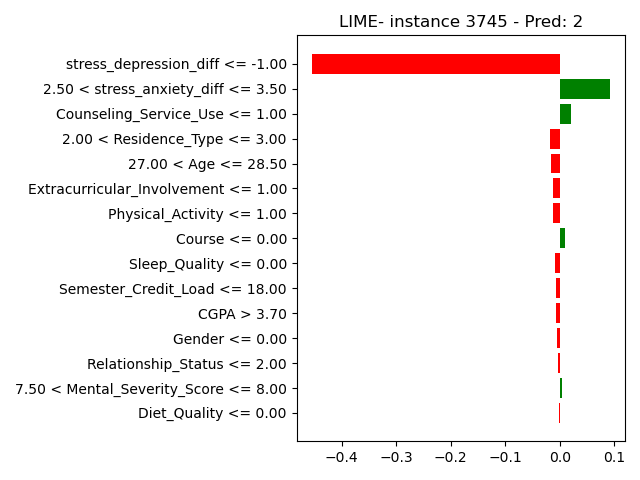 LIME- instance 3745 - Pred: 2
stress_depression_diff <= -1.00
2.50 < stress_anxiety_diff <= 3.50
Counseling_Service_Use <= 1.00
2.00 < Residence_Type <= 3.00
27.00 < Age <= 28.50
Extracurricular_Involvement <= 1.00
Physical_Activity <= 1.00
Course <= 0.00
Sleep_Quality <= 0.00
Semester_Credit_Load <= 18.00
CGPA > 3.70
Gender <= 0.00
Relationship_Status <= 2.00
7.50 < Mental_Severity_Score <= 8.00
Diet_Quality <= 0.00
−0.4 −0.3 −0.2 −0.1 0.0 0.1